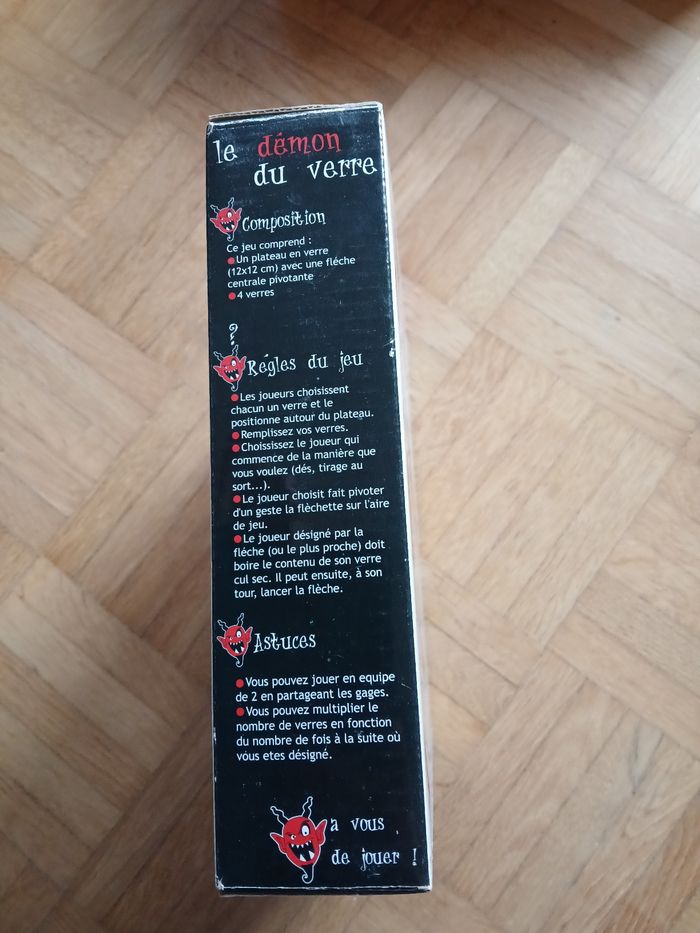 le démon
du verre
Composition
Ce jeu comprend :
●Un plateau en verre
(12x12 cm) avec une fléche
centrale pivotante
●4 verres
?
Régles du jeu
●Les joueurs choisissent
chacun un verre et le
positionne autour du plateau.
●Remplissez vos verres.
●Choississez le joueur qui
commence de la manière que
vous voulez (dés, tirage au
sort...).
●Le joueur choisit fait pivoter
d'un geste la flèchette sur l'aire
de jeu.
●Le joueur désigné par la
fléche (ou le plus proche) doit
boire le contenu de son verre
cul sec. Il peut ensuite, à son
tour, lancer la flèche.
Astuces
●Vous pouvez jouer en equipe
de 2 en partageant les gages.
●Vous pouvez multiplier le
nombre de verres en fonction
du nombre de fois à la suite où
vous etes désigné.
a vous
de jouer !